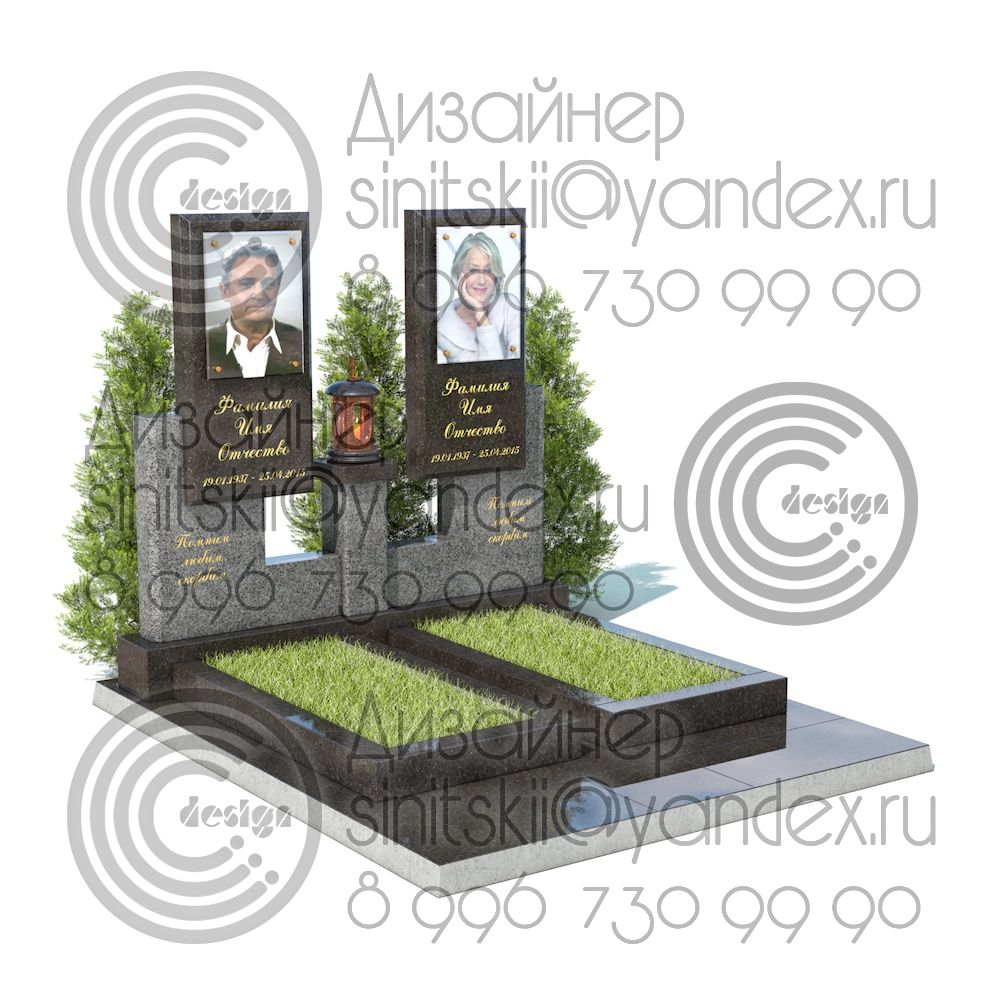 Дизайнер
sinitskii@yandex.ru
8 996 730 99 90
design
Фамилия
Имя
Отчество
19.01.1937 - 25.04.2015
Фамилия
Имя
Отчество
19.01.1937 - 25.04.2015
Дизайнер
sinitskii@yandex.ru
8 996 730 99 90
design
Помним
любим
скорбим
Помним
любим
скорбим
Дизайнер
sinitskii@yandex.ru
8 996 730 99 90
design